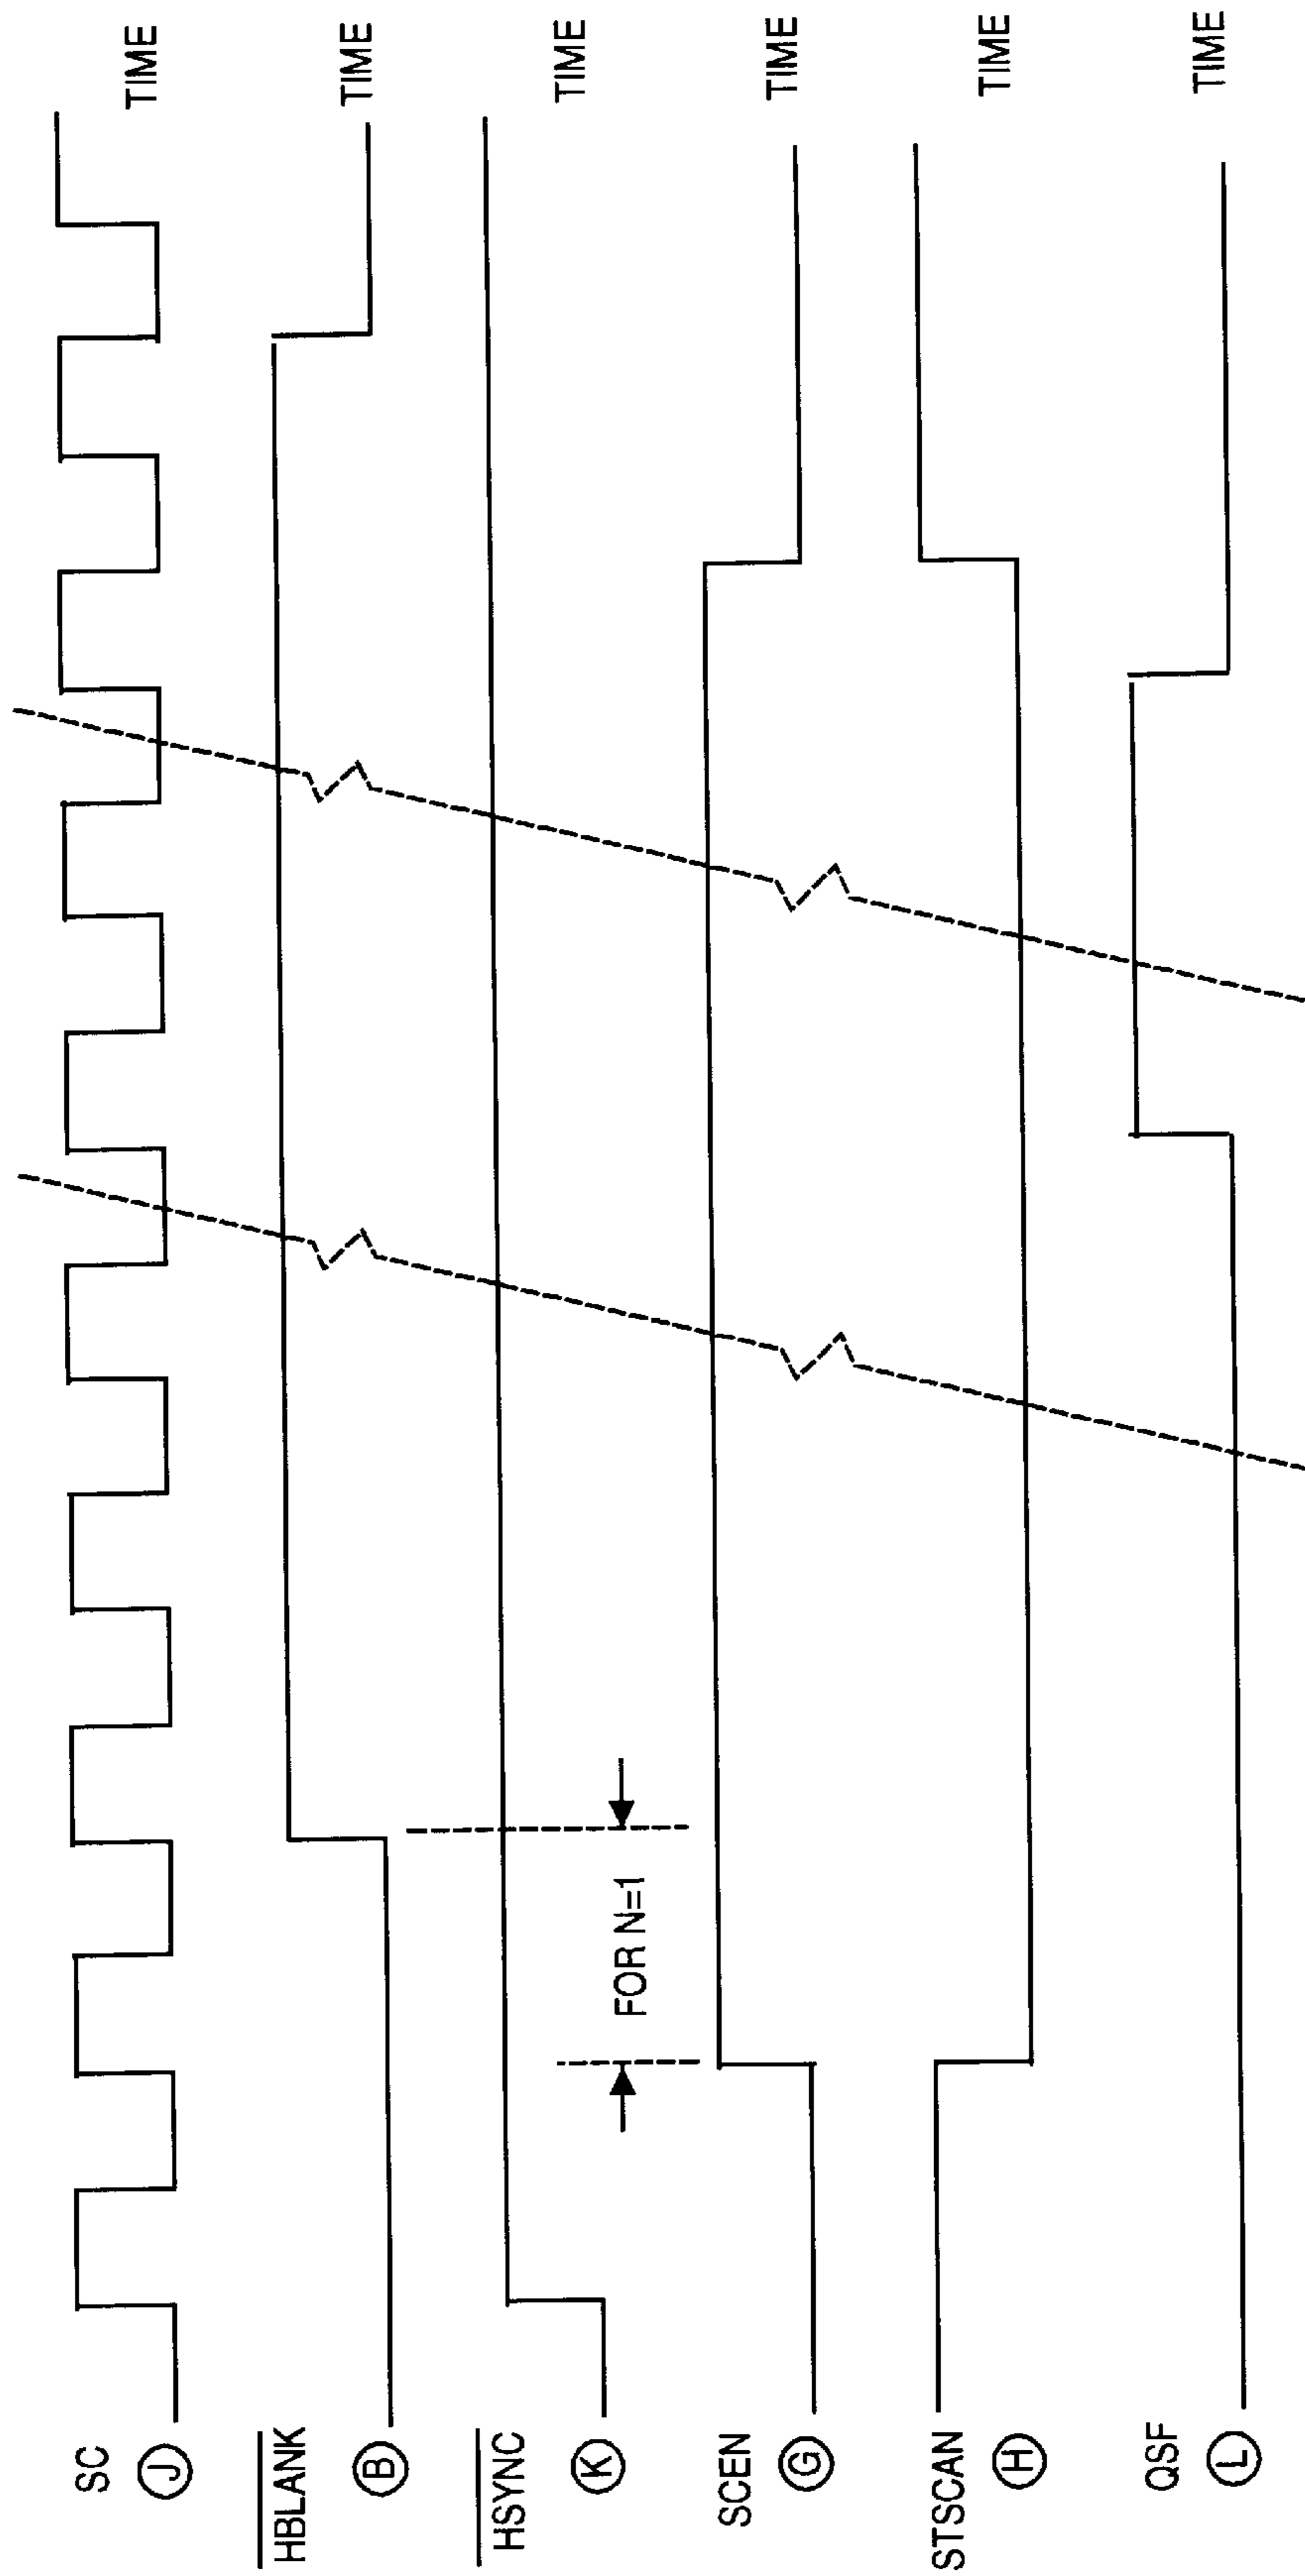 SC
J
TIME
HBLANK
B
TIME
HSYNC
K
TIME
FOR N=1
SCEN
G
TIME
STSCAN
H
TIME
QSF
L
TIME